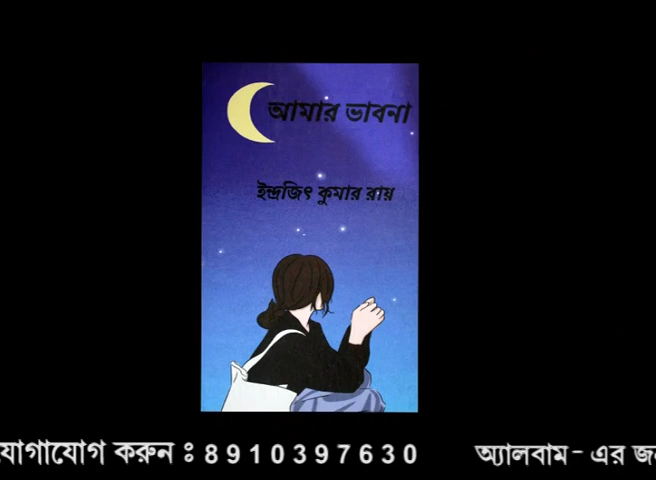 আমার ভাবনা
ইন্দ্রজিৎ কুমার রায়
যোগাযোগ করুন ঃ 8910397630 অ্যালবাম- এর